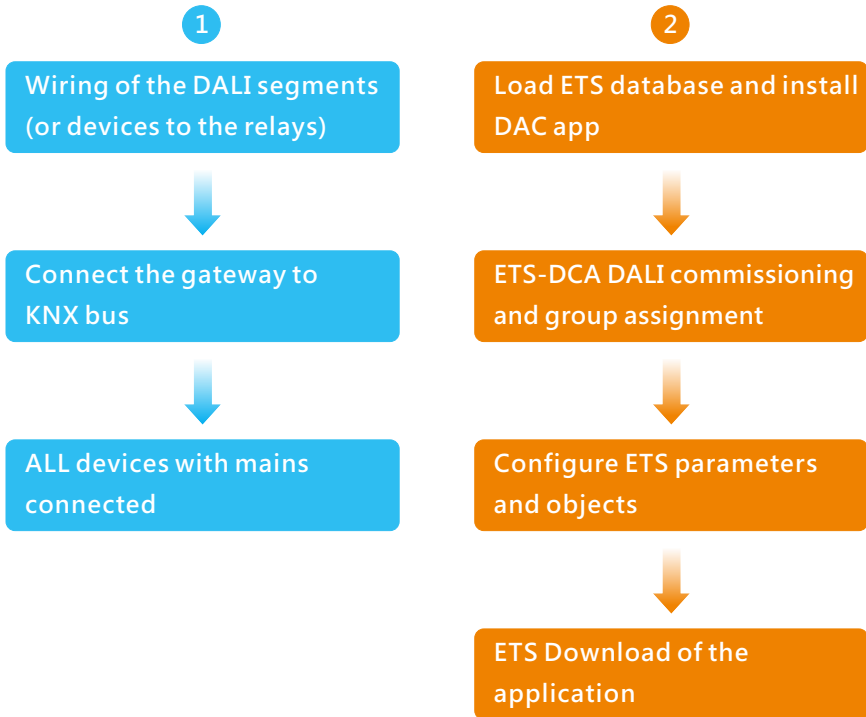 1
Wiring of the DALI segments
(or devices to the relays)
Connect the gateway to
KNX bus
ALL devices with mains
connected
2
Load ETS database and install
DAC app
ETS-DCA DALI commissioning
and group assignment
Configure ETS parameters
and objects
ETS Download of the
application